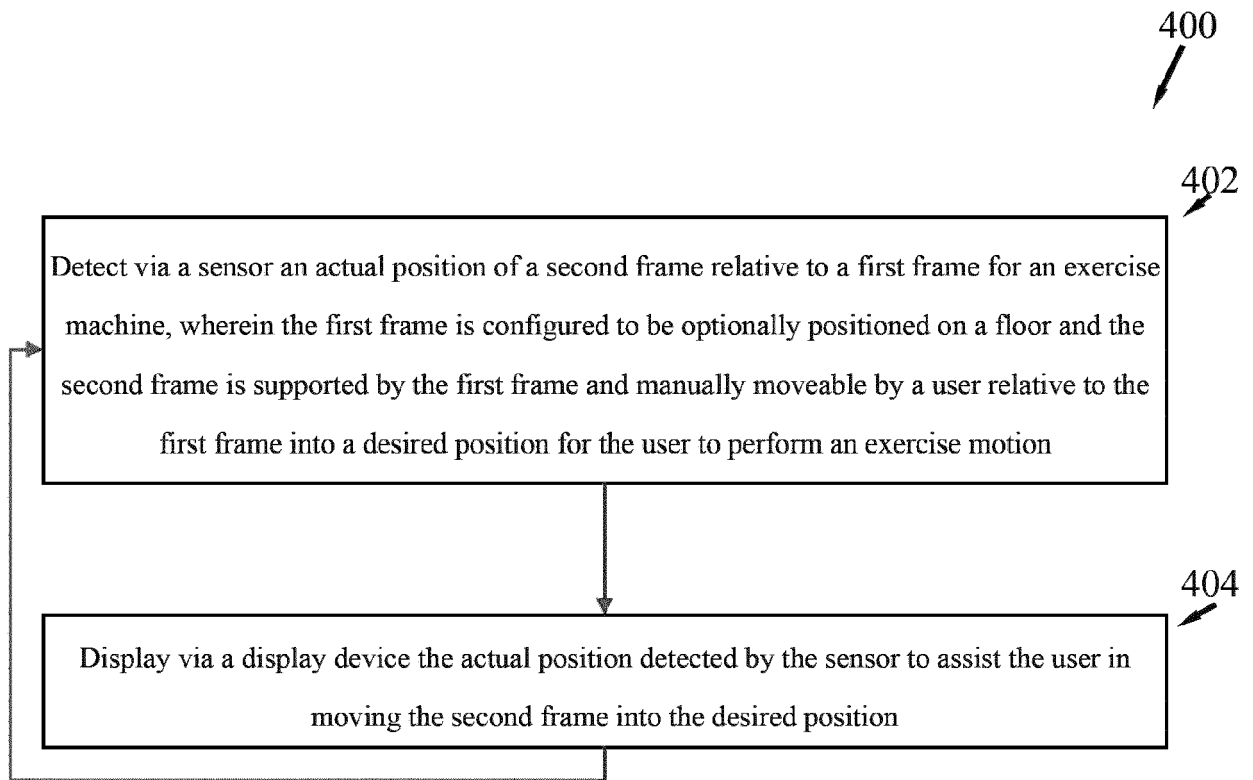 400
402
Detect via a sensor an actual position of a second frame relative to a first frame for an exercise
machine, wherein the first frame is configured to be optionally positioned on a floor and the
second frame is supported by the first frame and manually moveable by a user relative to the
first frame into a desired position for the user to perform an exercise motion
404
Display via a display device the actual position detected by the sensor to assist the user in
moving the second frame into the desired position